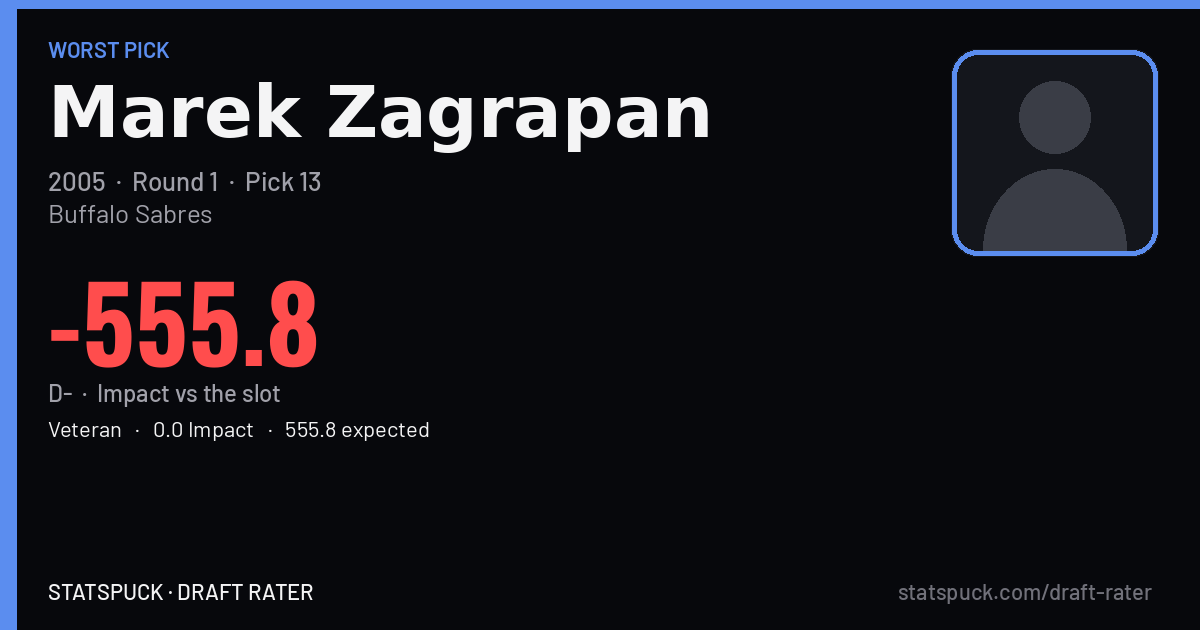 WORST PICK
Marek Zagrapan
2005 · Round 1 · Pick 13
Buffalo Sabres
-555.8
D- · Impact vs the slot
Veteran · 0.0 Impact · 555.8 expected
STATSPUCK · DRAFT RATER
statspuck.com/draft-rater